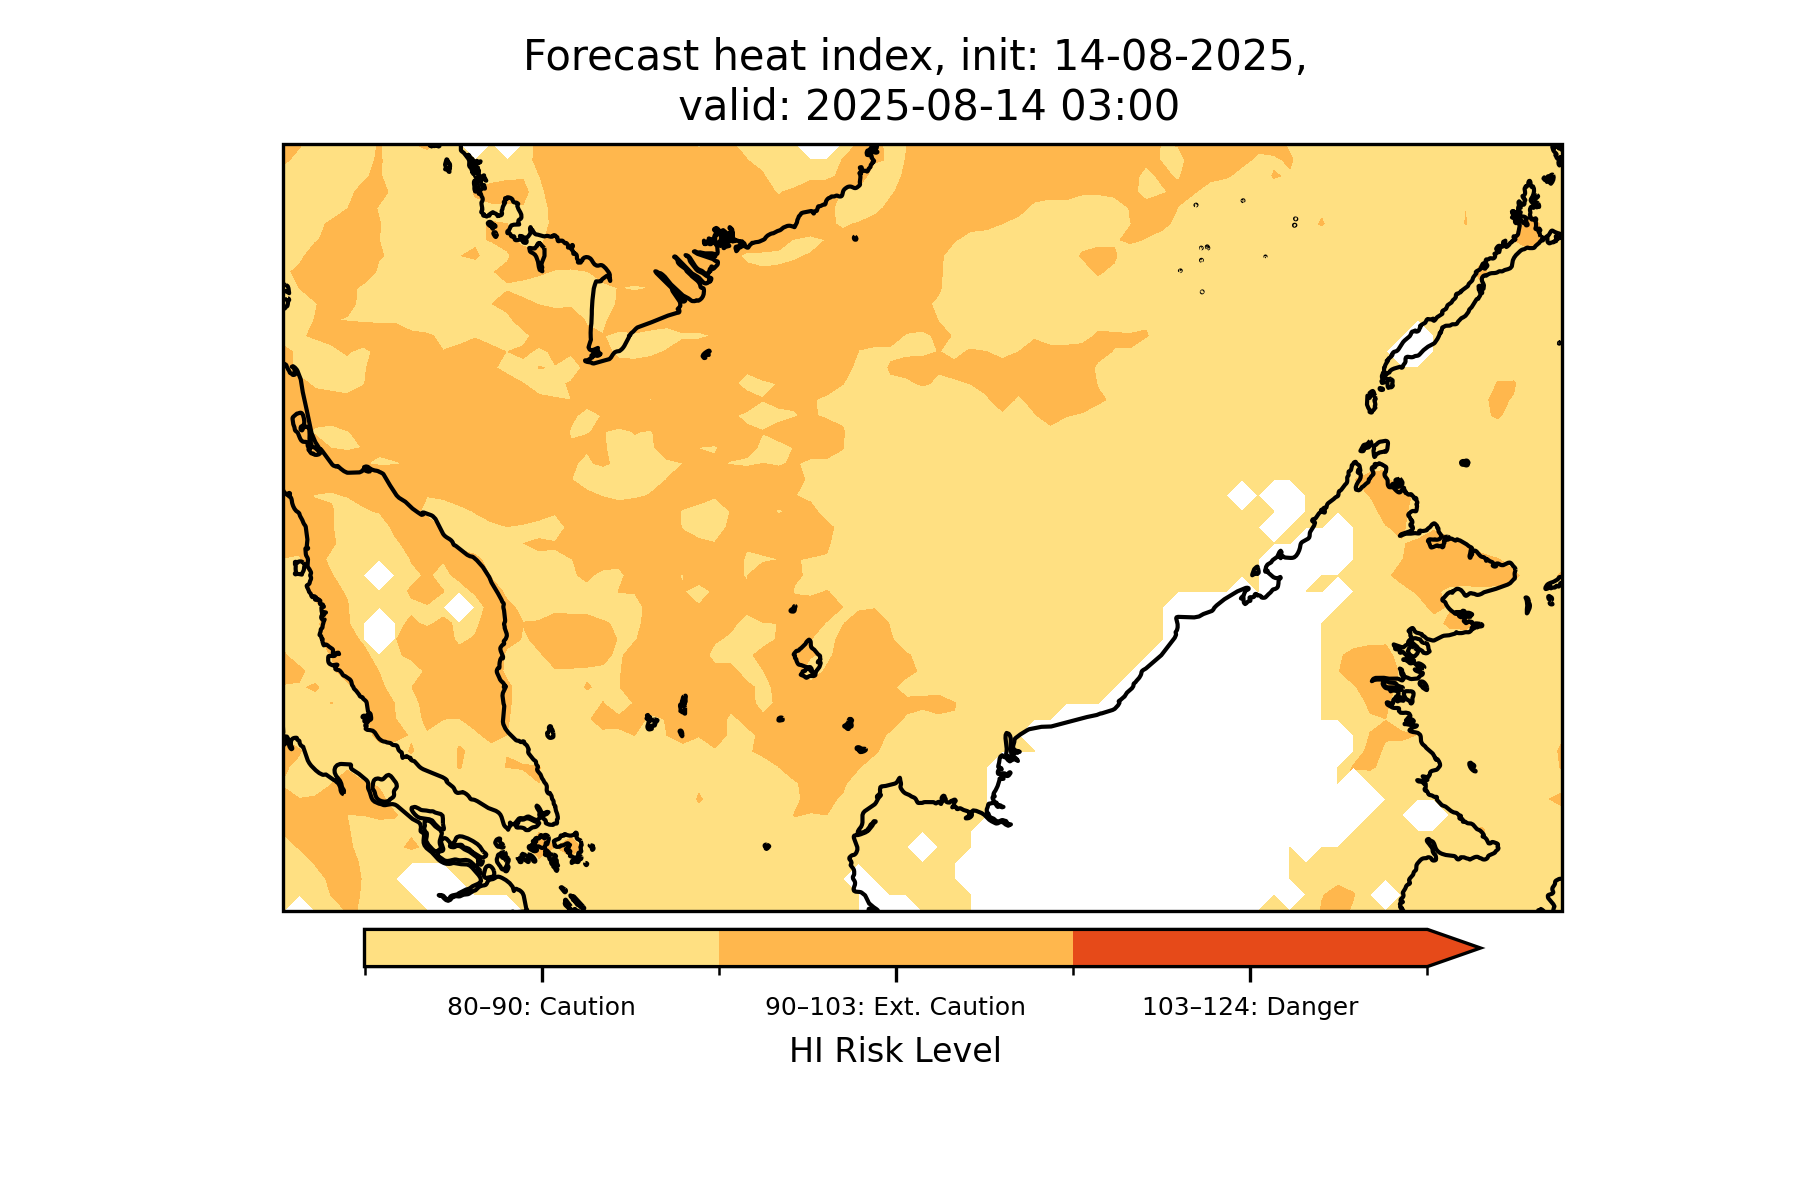 Forecast heat index, init: 14-08-2025,
valid: 2025-08-14 03:00
80–90: Caution
90–103: Ext. Caution
103–124: Danger
HI Risk Level